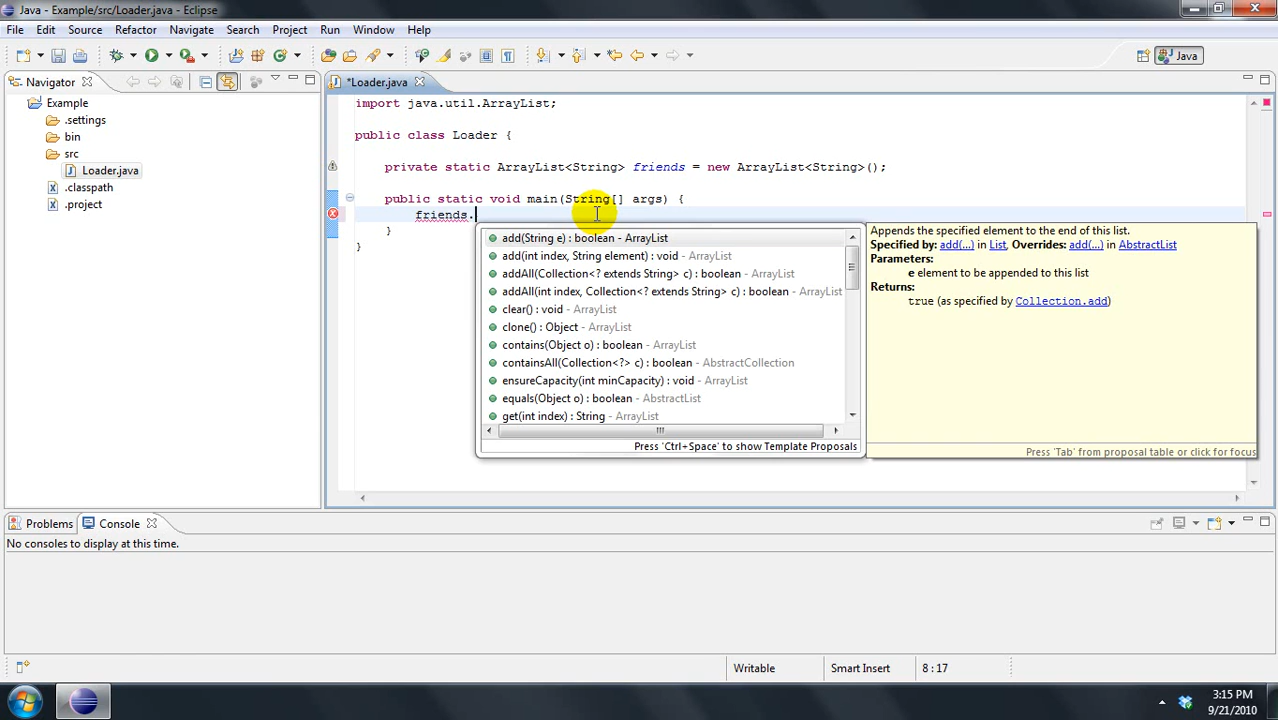 Java - Example/src/Loader.java - Eclipse
File Edit Source Refactor Navigate Search Project Run Window Help
Java
Navigator
*Loader.java
Example
.settings
bin
src
Loader.java
.classpath
.project
import java.util.ArrayList;
public class Loader {
private static ArrayList<String> friends = new ArrayList<String>();
public static void main(String[] args) {
friends.
}
}
add(String e) : boolean - ArrayList
add(int index, String element) : void - ArrayList
addAll(Collection<? extends String> c) : boolean - ArrayList
addAll(int index, Collection<? extends String> c) : boolean - ArrayList
clear() : void - ArrayList
clone() : Object - ArrayList
contains(Object o) : boolean - ArrayList
containsAll(Collection<?> c) : boolean - AbstractCollection
ensureCapacity(int minCapacity) : void - ArrayList
equals(Object o) : boolean - AbstractList
get(int index) : String - ArrayList
Press 'Ctrl+Space' to show Template Proposals
Appends the specified element to the end of this list.
Specified by: add(...) in List, Overrides: add(...) in AbstractList
Parameters:
e element to be appended to this list
Returns:
true (as specified by Collection.add)
Press 'Tab' from proposal table or click for focus
Problems Console
No consoles to display at this time.
Writable Smart Insert 8 : 17
3:15 PM
9/21/2010